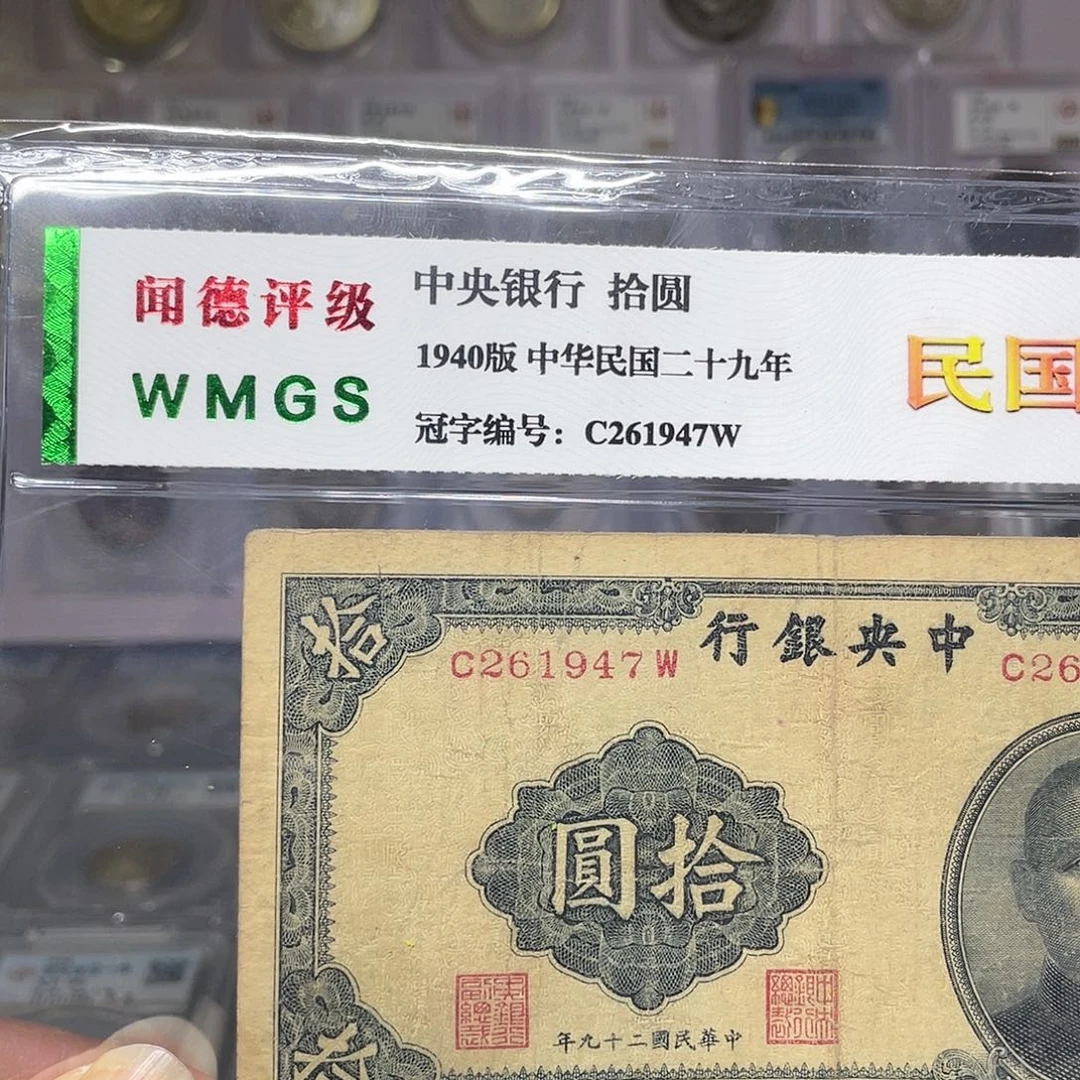 闻德评级
WMGS
中央银行 拾圆
1940版 中华民国二十九年
冠字编号：C261947W
民国
拾
C261947W
行銀央中
C26
圓拾
年九十二國民華中